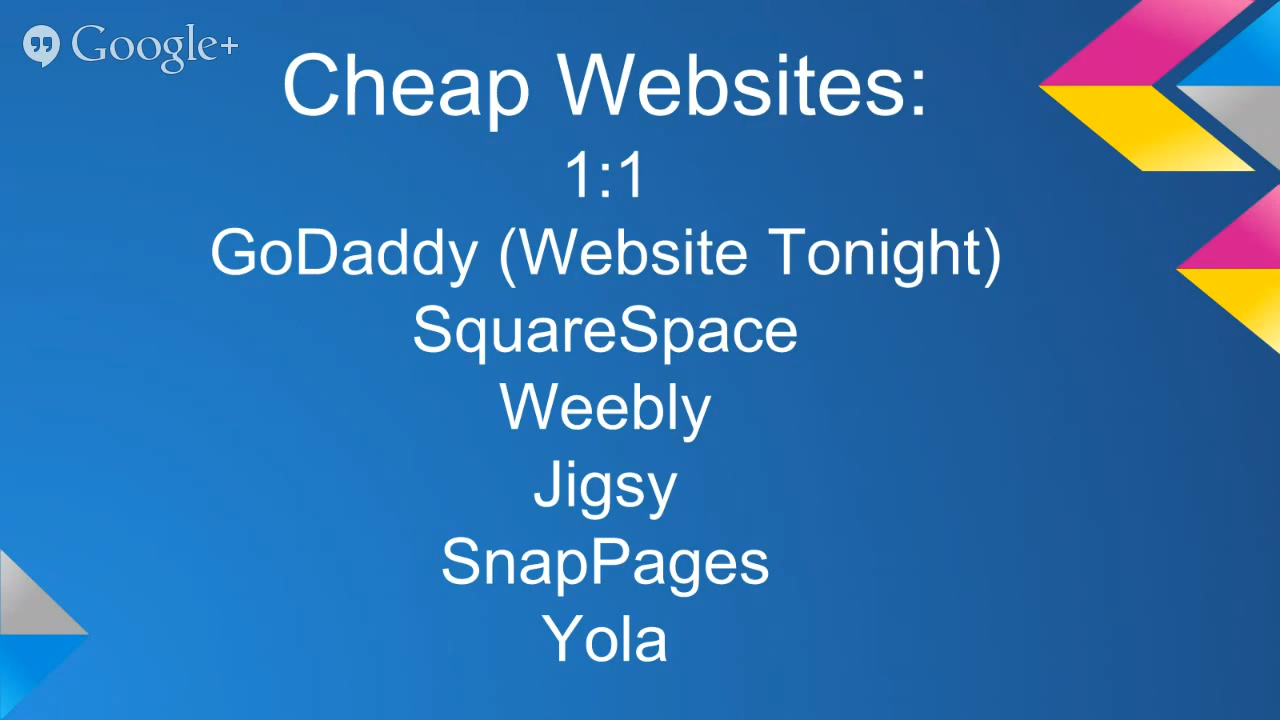 Google+
Cheap Websites:
1:1
GoDaddy (Website Tonight)
SquareSpace
Weebly
Jigsy
SnapPages
Yola